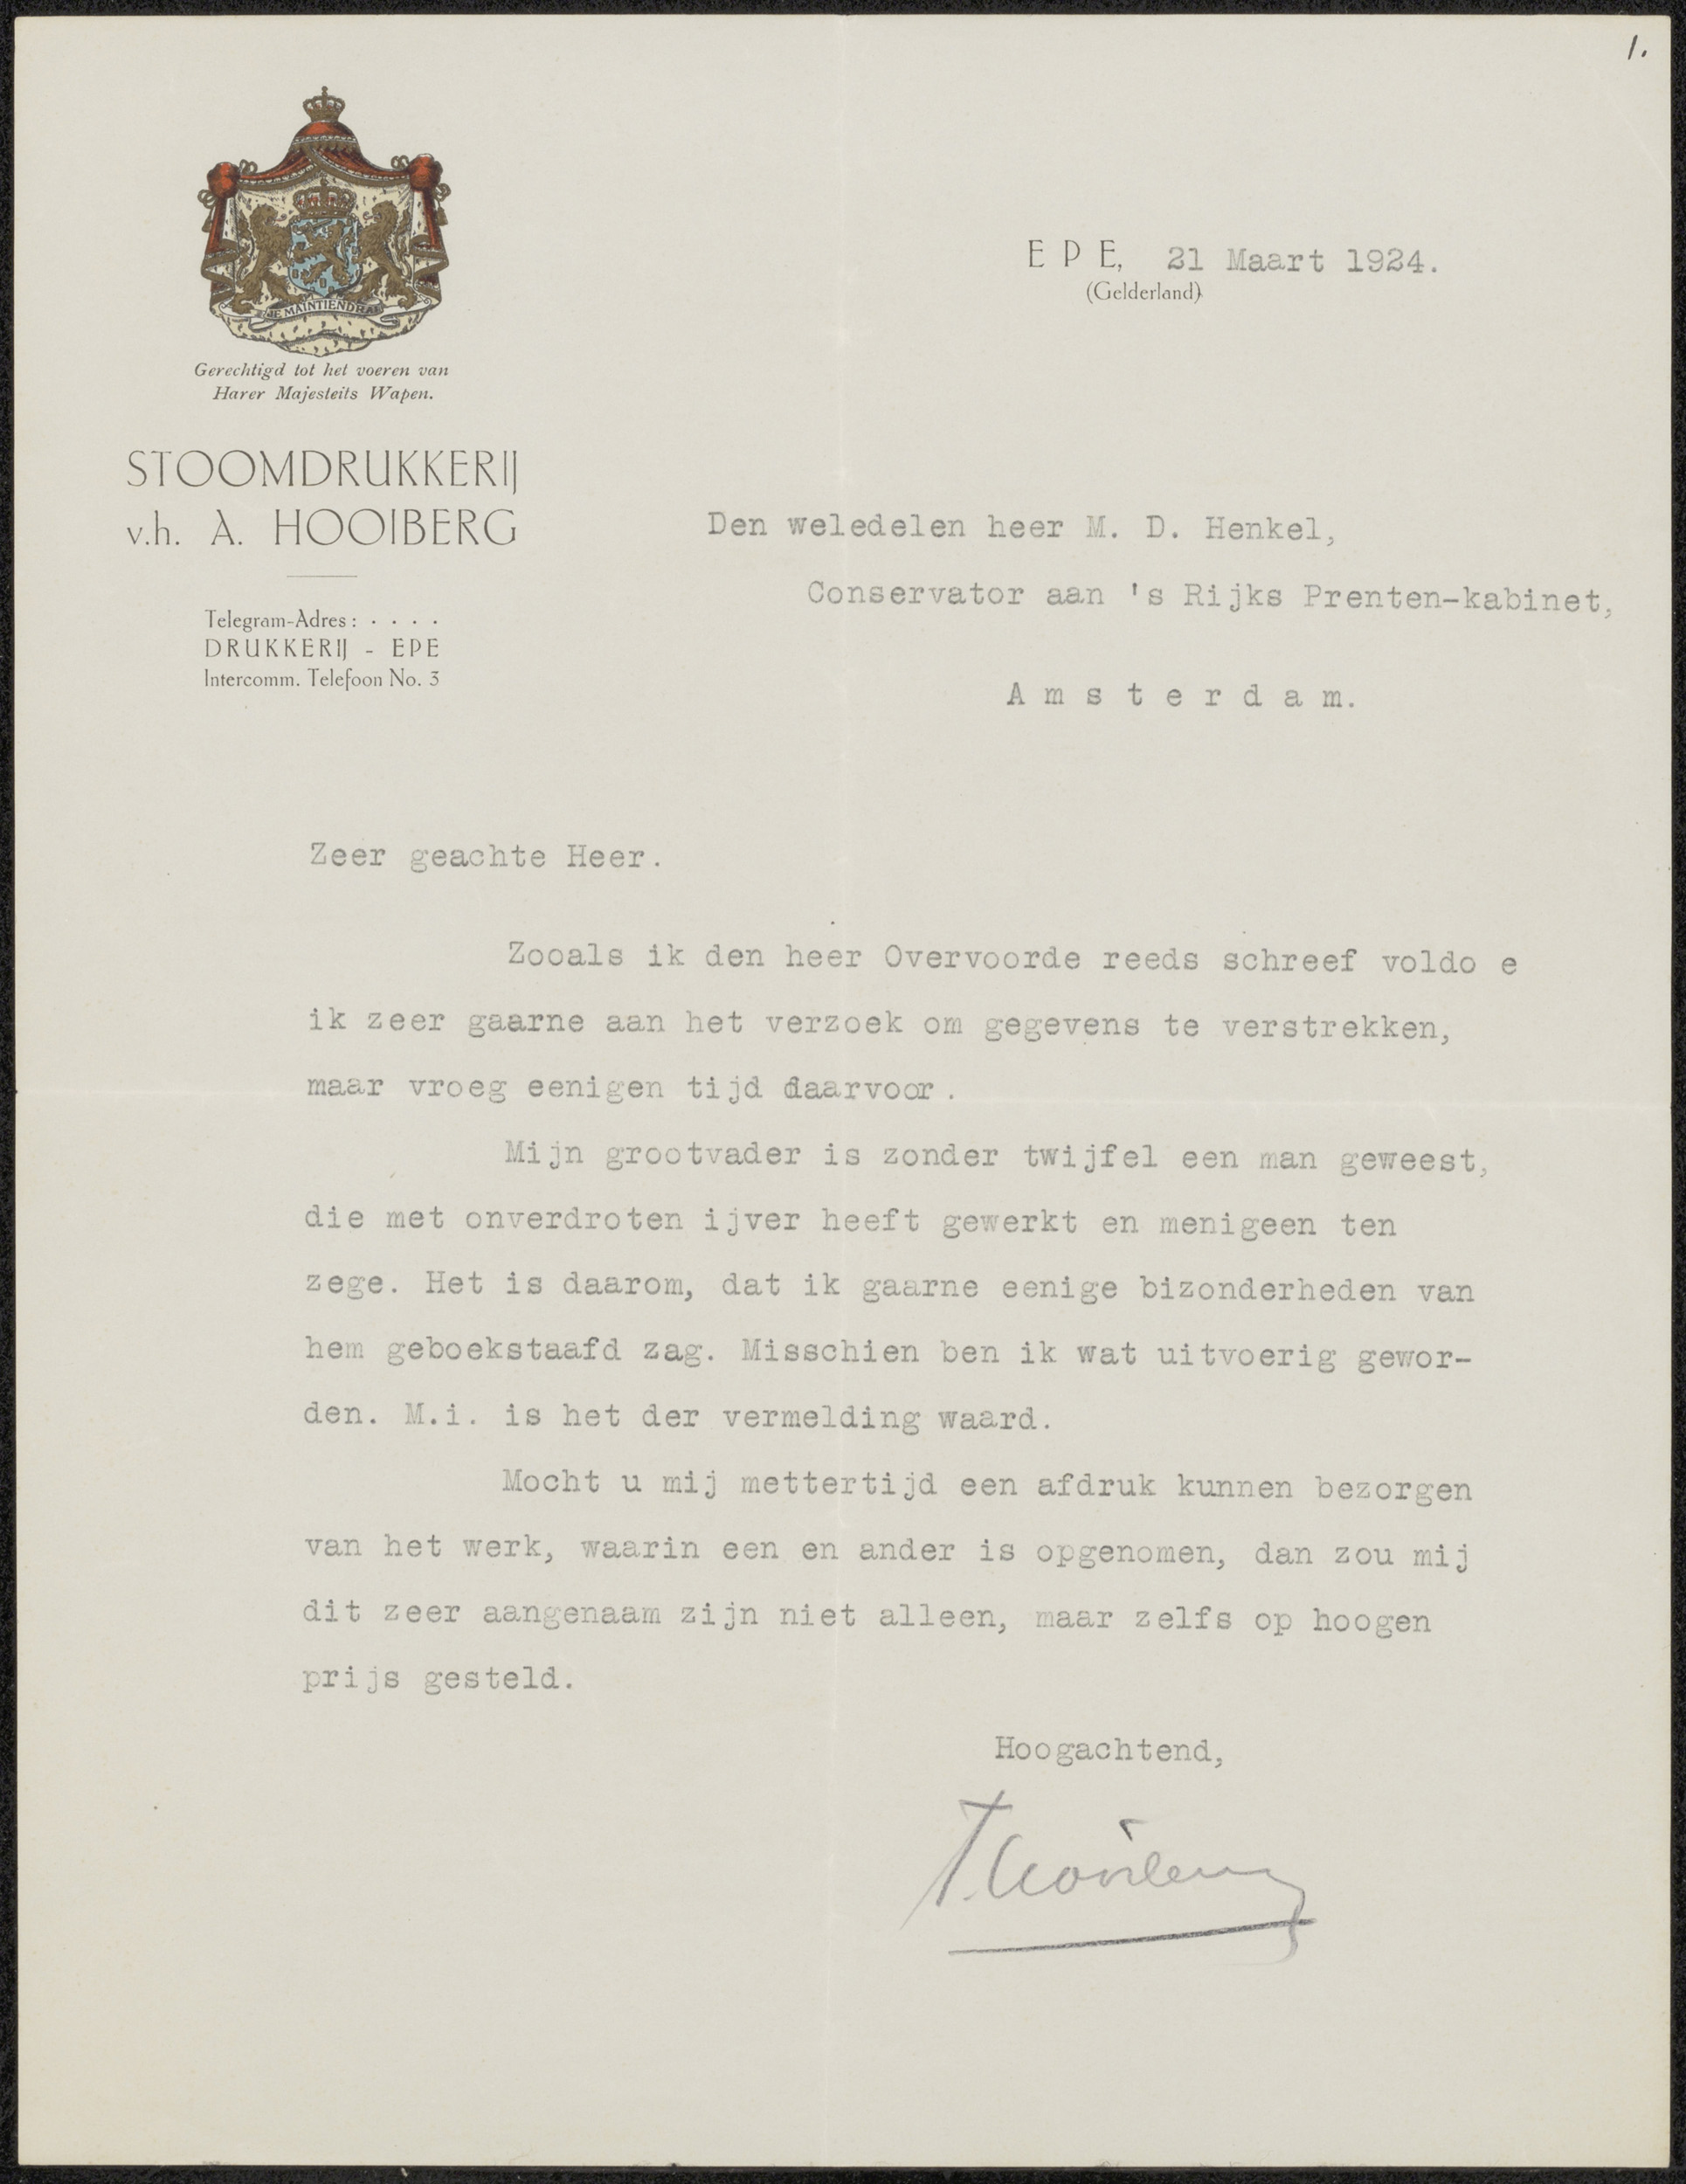 1.
JE MAINTIENDRAI
Gerechtigd tot het voeren van
Harer Majesteits Wapen.
STOOMDRUKKERIJ
v.h. A. HOOIBERG
Telegram-Adres: . . . .
DRUKKERIJ - EPE
Intercomm. Telefoon No. 3
EPE, 21 Maart 1924.
(Gelderland)
Den weledelen heer M. D. Henkel,
Conservator aan 's Rijks Prenten-kabinet,
Amsterdam.
Zeer geachte Heer.
Zooals ik den heer Overvoorde reeds schreef voldo e
ik zeer gaarne aan het verzoek om gegevens te verstrekken,
maar vroeg eenigen tijd daarvoor.
Mijn grootvader is zonder twijfel een man geweest,
die met onverdroten ijver heeft gewerkt en menigeen ten
zege. Het is daarom, dat ik gaarne eenige bizonderheden van
hem geboekstaafd zag. Misschien ben ik wat uitvoerig gewor-
den. M.i. is het der vermelding waard.
Mocht u mij mettertijd een afdruk kunnen bezorgen
van het werk, waarin een en ander is opgenomen, dan zou mij
dit zeer aangenaam zijn niet alleen, maar zelfs op hoogen
prijs gesteld.
Hoogachtend,